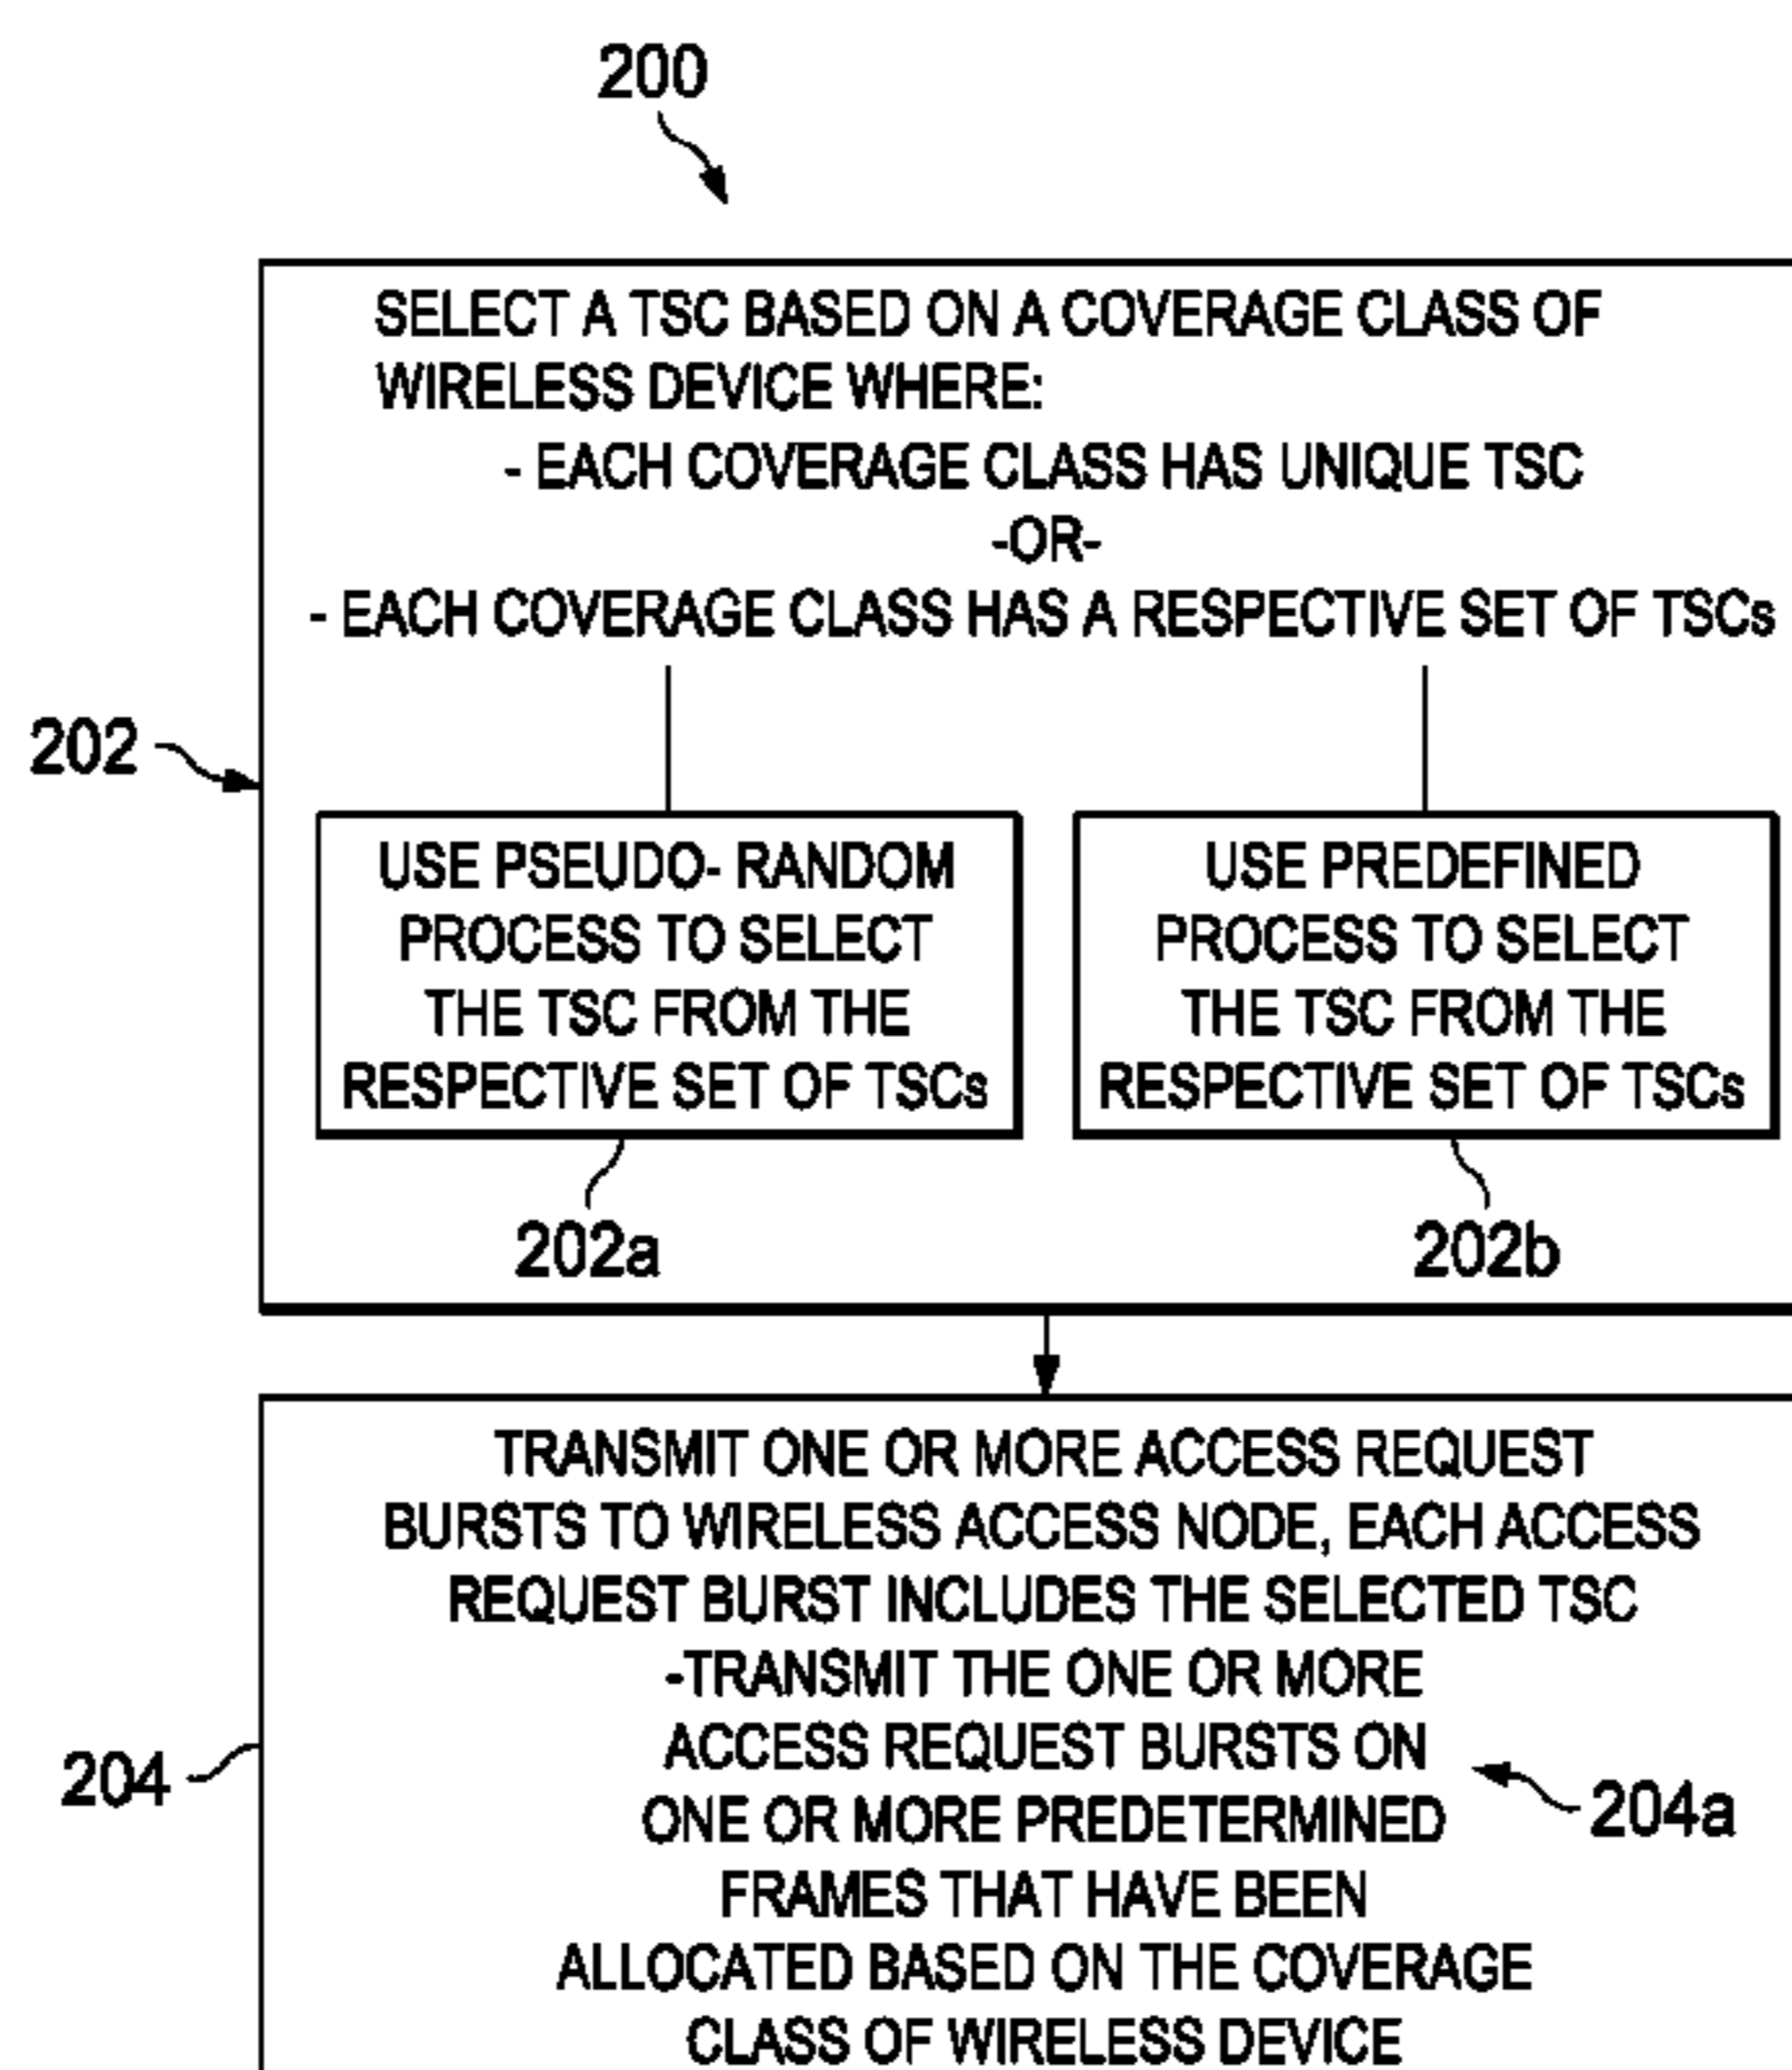 200
SELECT A TSC BASED ON A COVERAGE CLASS OF
WIRELESS DEVICE WHERE:
- EACH COVERAGE CLASS HAS UNIQUE TSC
-OR-
- EACH COVERAGE CLASS HAS A RESPECTIVE SET OF TSCs
202
USE PSEUDO- RANDOM
PROCESS TO SELECT
THE TSC FROM THE
RESPECTIVE SET OF TSCs
202a
USE PREDEFINED
PROCESS TO SELECT
THE TSC FROM THE
RESPECTIVE SET OF TSCs
202b
TRANSMIT ONE OR MORE ACCESS REQUEST
BURSTS TO WIRELESS ACCESS NODE, EACH ACCESS
REQUEST BURST INCLUDES THE SELECTED TSC
-TRANSMIT THE ONE OR MORE
ACCESS REQUEST BURSTS ON
ONE OR MORE PREDETERMINED
FRAMES THAT HAVE BEEN
ALLOCATED BASED ON THE COVERAGE
CLASS OF WIRELESS DEVICE
204
204a